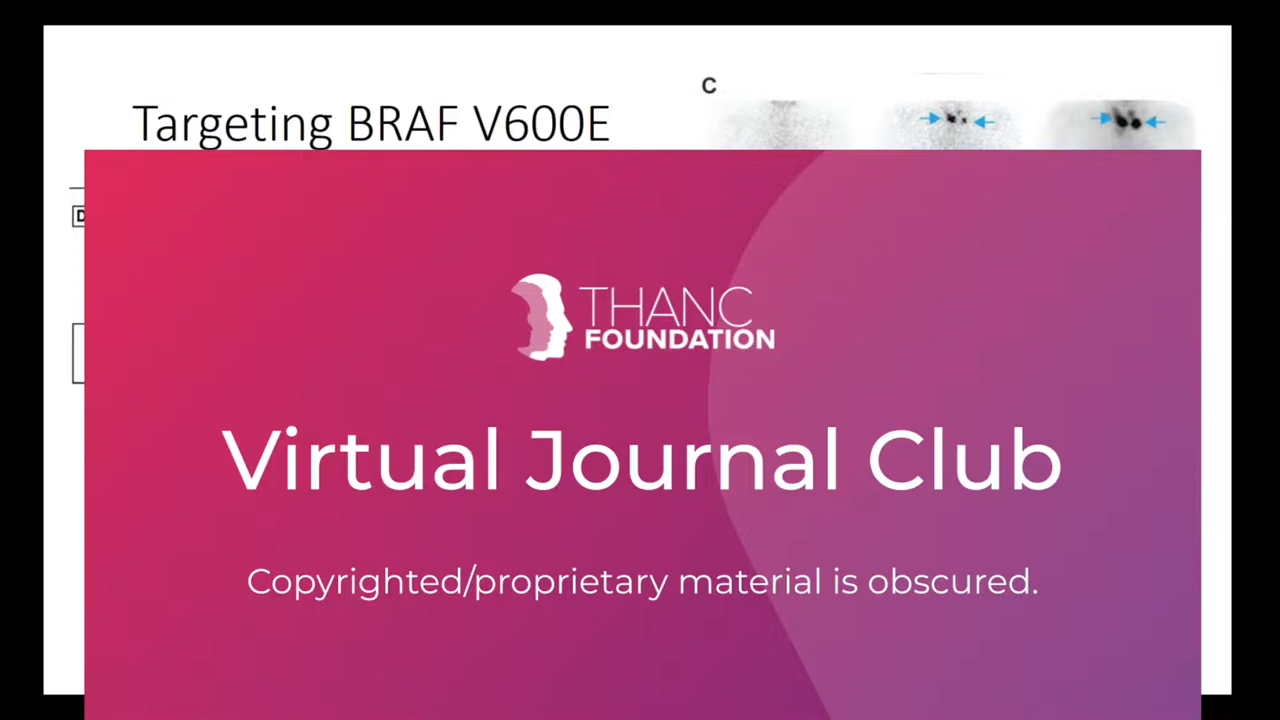 C
Targeting BRAF V600E
D
THANC
FOUNDATION
Virtual Journal Club
Copyrighted/proprietary material is obscured.